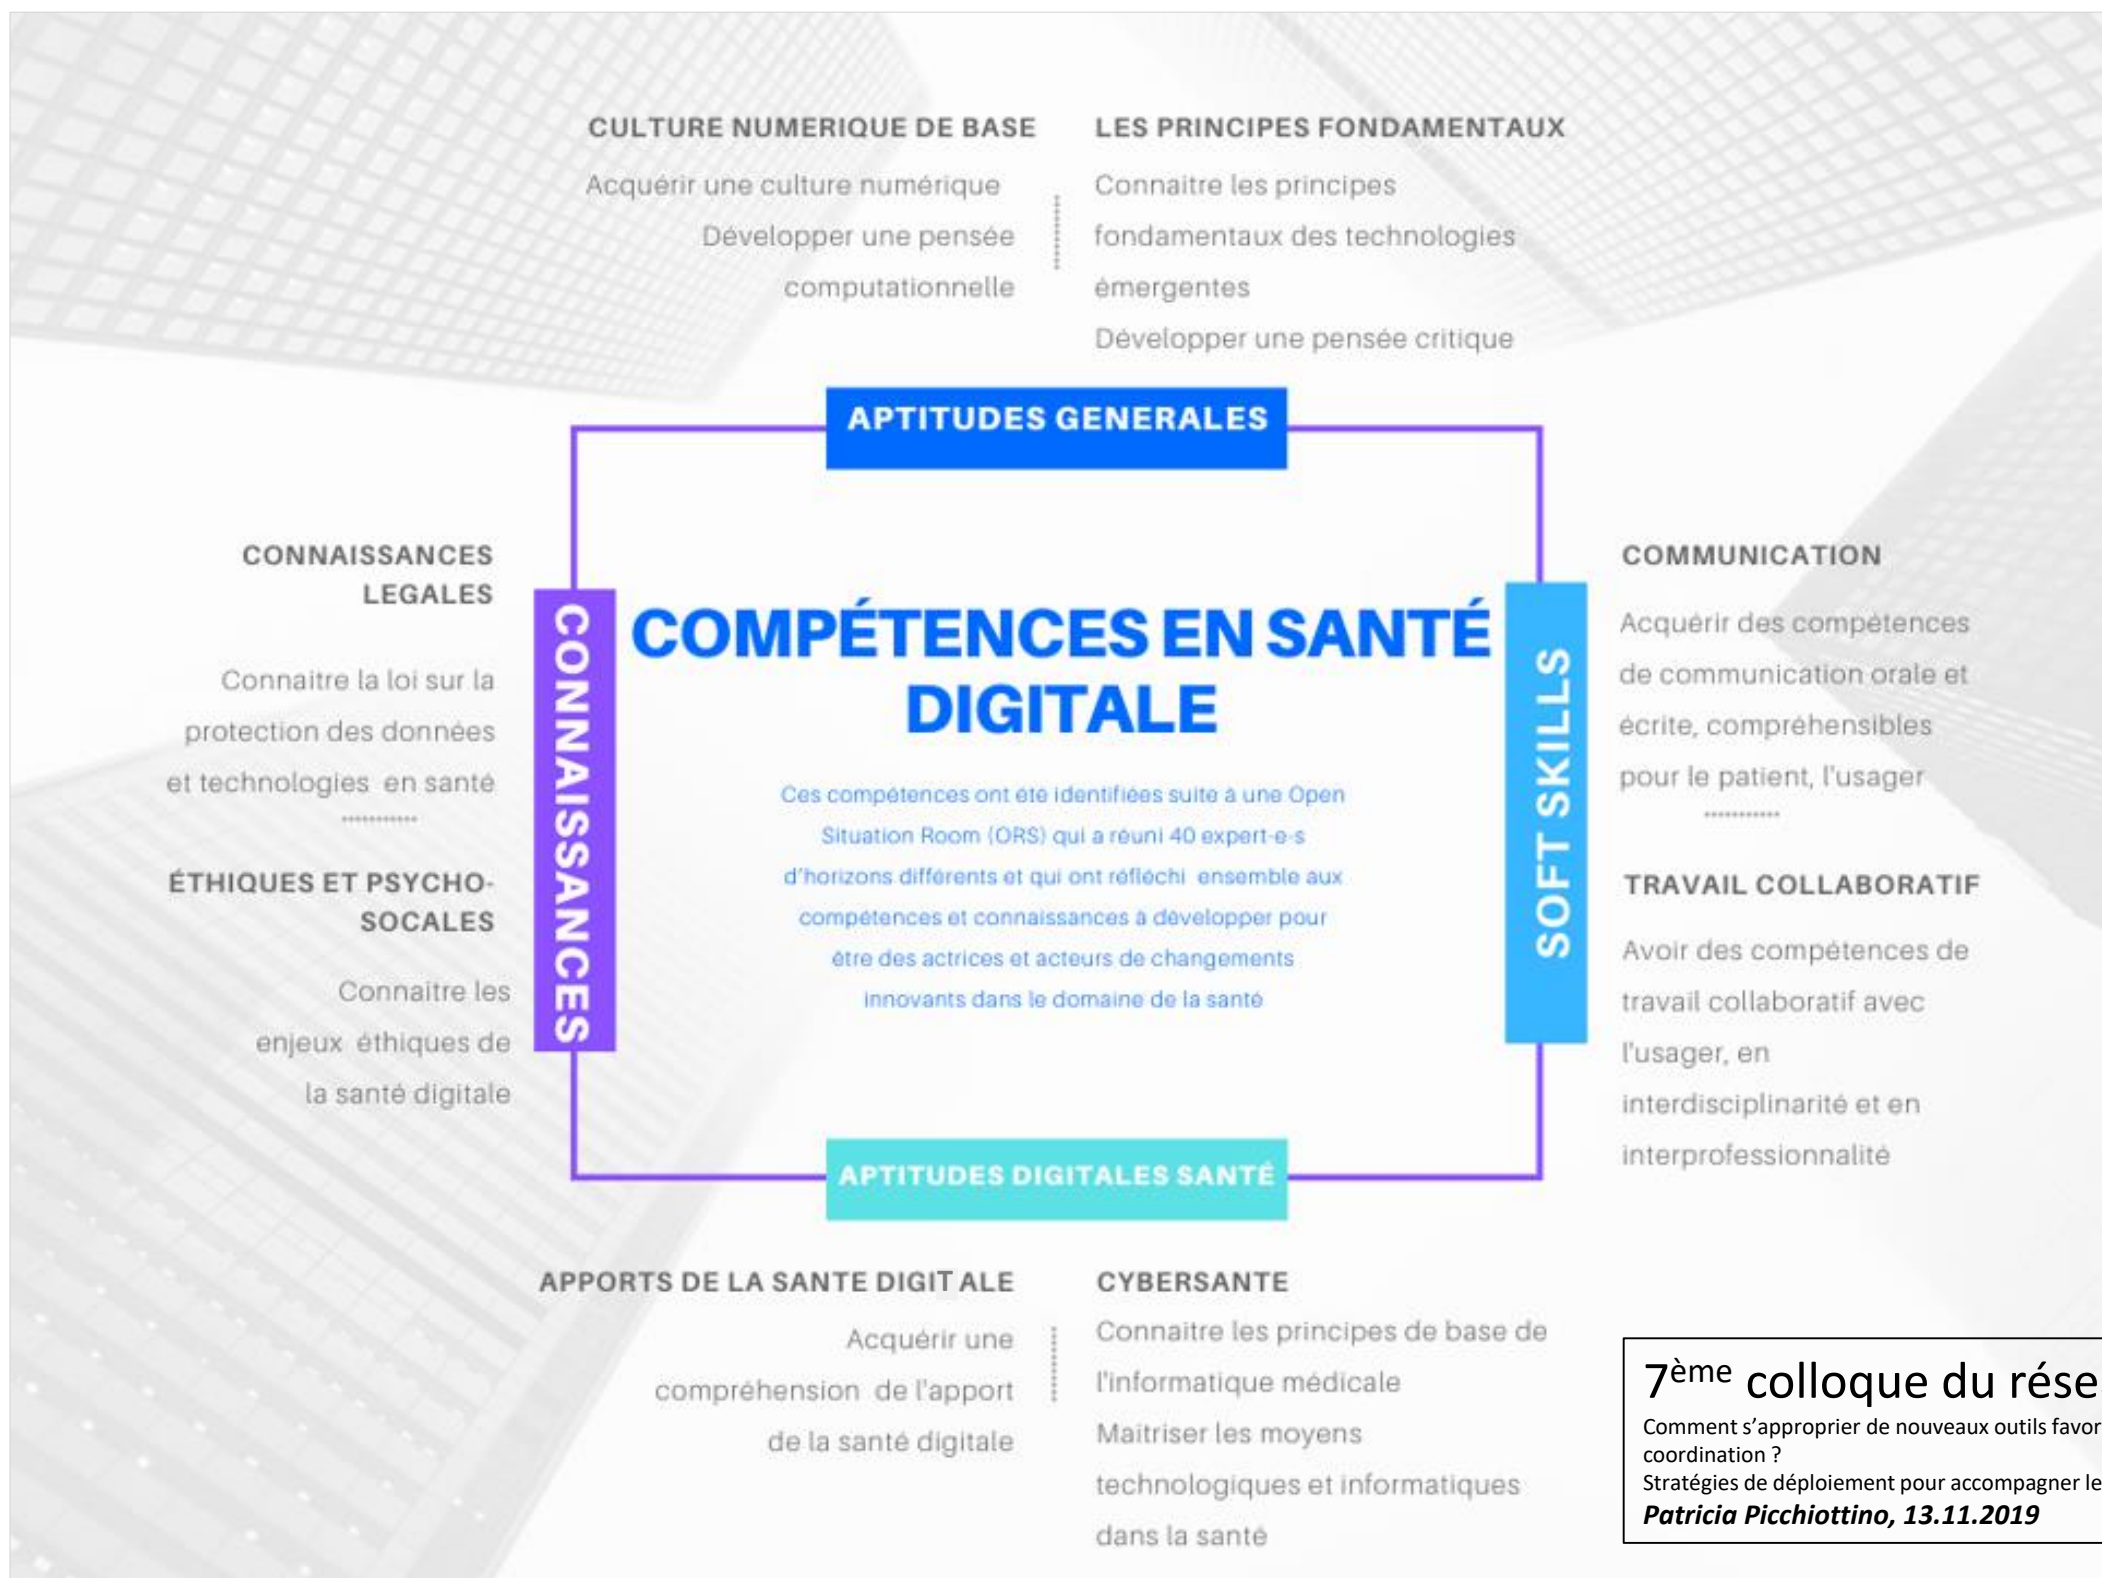 CULTURE NUMERIQUE DE BASE
Acquérir une culture numérique
Développer une pensée
computationnelle
LES PRINCIPES FONDAMENTAUX
Connaitre les principes
fondamentaux des technologies
émergentes
Développer une pensée critique
APTITUDES GENERALES
CONNAISSANCES
LEGALES
Connaitre la loi sur la
protection des données
et technologies en santé
ÉTHIQUES ET PSYCHO-
SOCALES
Connaitre les
enjeux éthiques de
la santé digitale
CONNAISSANCES
COMPÉTENCES EN SANTÉ
DIGITALE
Ces compétences ont été identifiées suite à une Open
Situation Room (ORS) qui a réuni 40 expert-e-s
d'horizons différents et qui ont réfléchi ensemble aux
compétences et connaissances à développer pour
être des actrices et acteurs de changements
innovants dans le domaine de la santé
SOFT SKILLS
COMMUNICATION
Acquérir des compétences
de communication orale et
écrite, compréhensibles
pour le patient, l'usager
TRAVAIL COLLABORATIF
Avoir des compétences de
travail collaboratif avec
l'usager, en
interdisciplinarité et en
interprofessionnalité
APTITUDES DIGITALES SANTÉ
APPORTS DE LA SANTE DIGITALE
Acquérir une
compréhension de l'apport
de la santé digitale
CYBERSANTE
Connaitre les principes de base de
l'informatique médicale
Maitriser les moyens
technologiques et informatiques
dans la santé
7ème colloque du rése
Comment s’approprier de nouveaux outils favor
coordination ?
Stratégies de déploiement pour accompagner le
Patricia Picchiottino, 13.11.2019